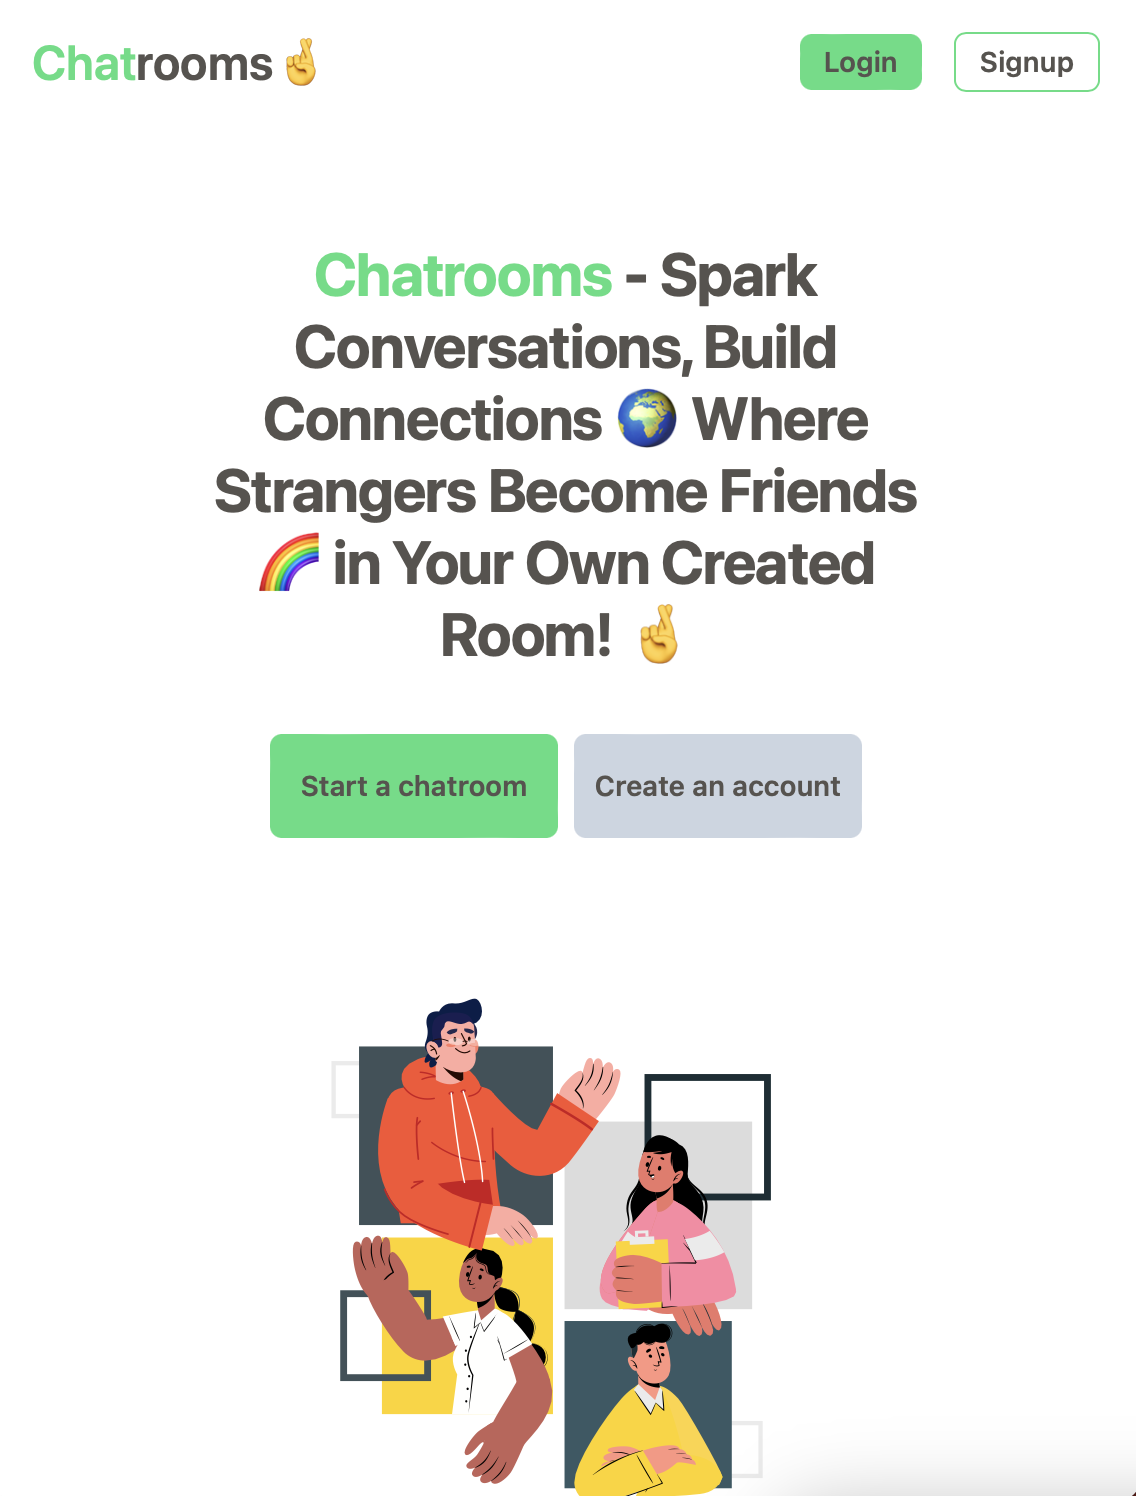 Chatrooms🤞
Login
Signup
Chatrooms - Spark
Conversations, Build
Connections 🌍 Where
Strangers Become Friends
🌈 in Your Own Created
Room! 🤞
Start a chatroom
Create an account